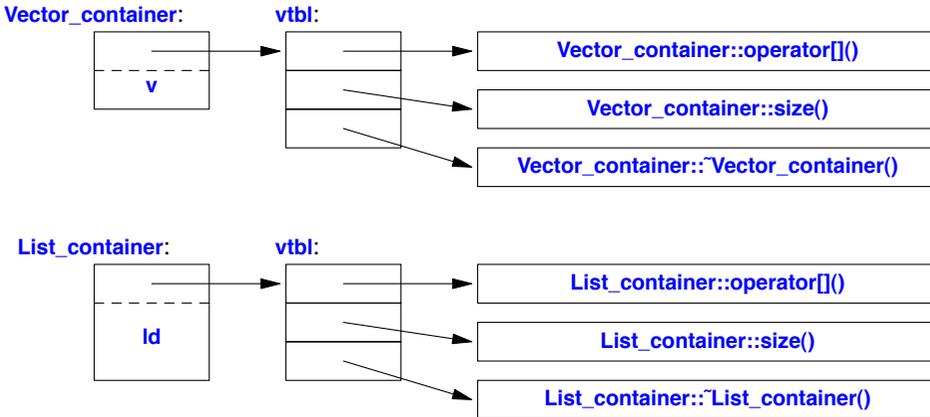 Vector_container: vtbl:
Vector_container::operator[]()
v
Vector_container::size()
Vector_container::˜Vector_container()
List_container: vtbl:
List_container::operator[]()
ld
List_container::size()
List_container::˜List_container()